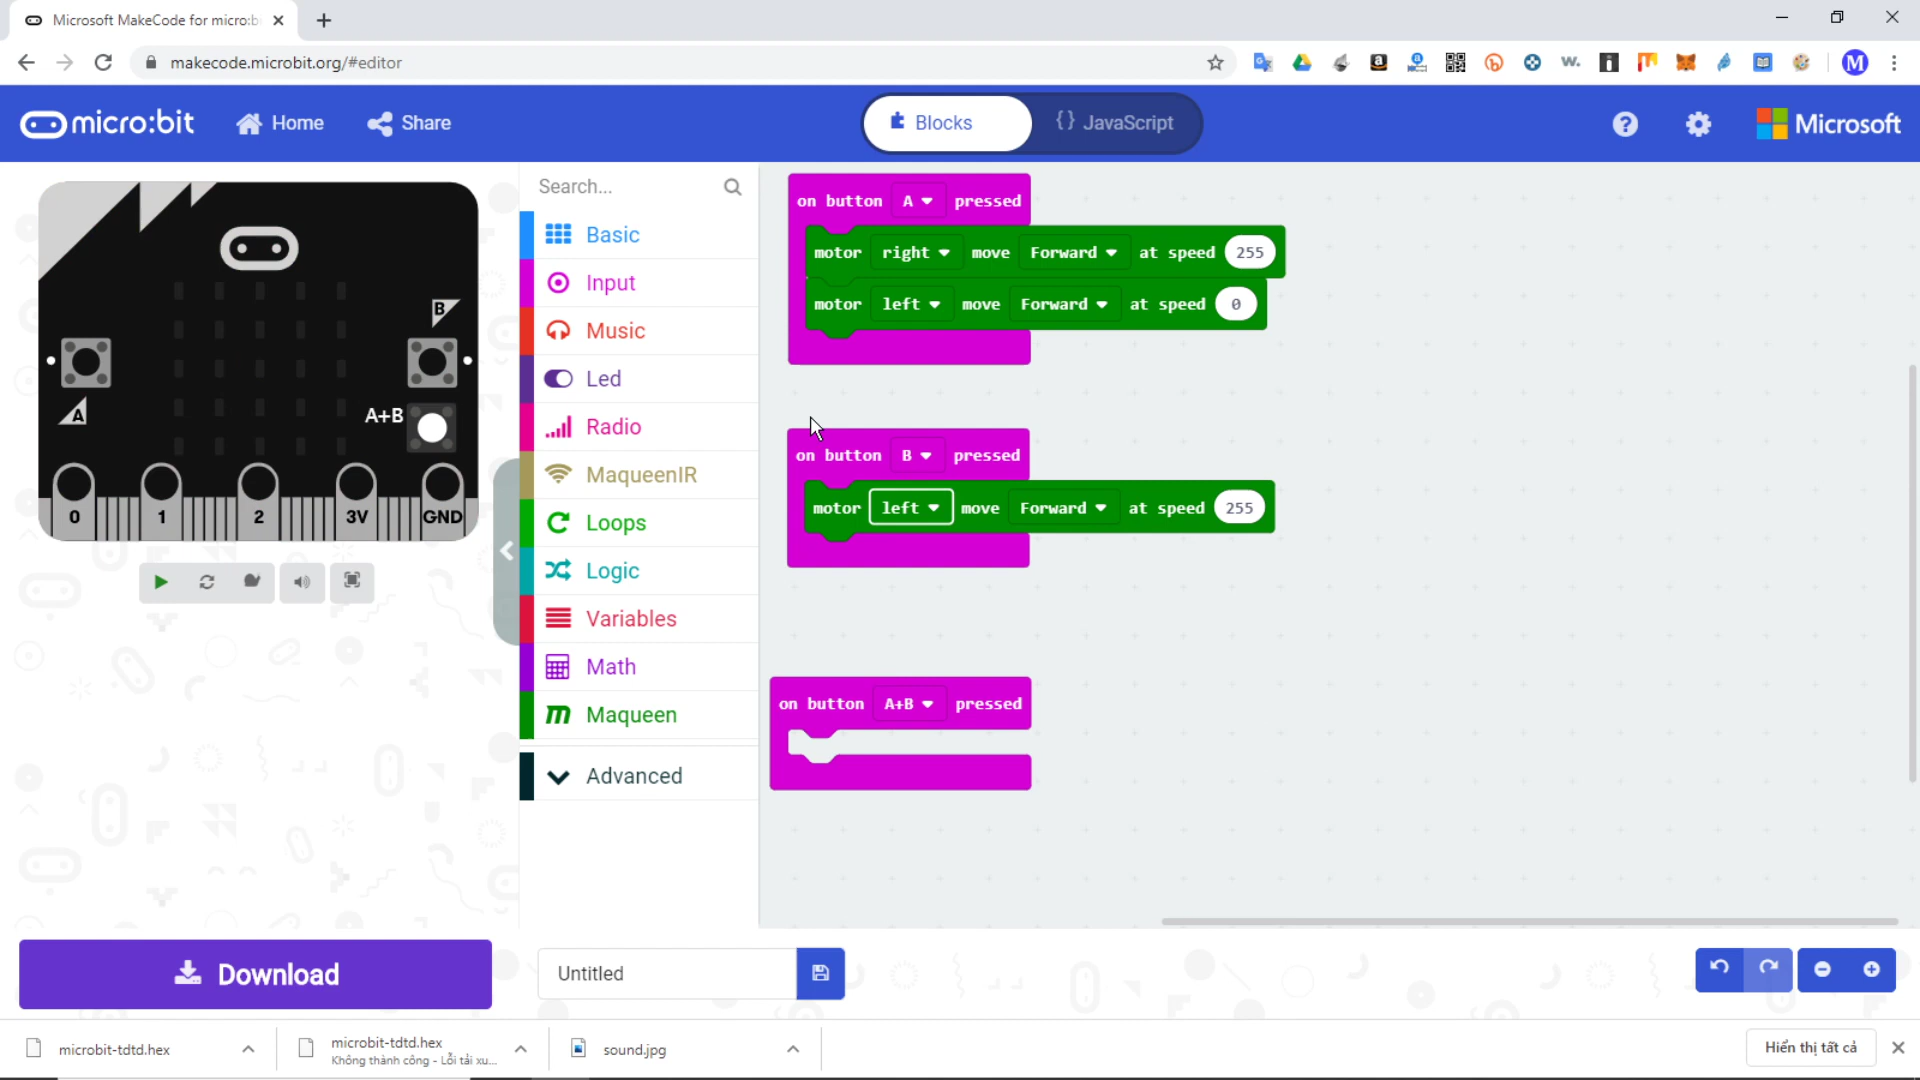 Microsoft MakeCode for micro:b
makecode.microbit.org/#editor
M
micro:bit
Home
Share
Blocks
{} JavaScript
Microsoft
B
A
A+B
0
1
2
3V
GND
Search...
Basic
Input
Music
Led
Radio
MaqueenIR
Loops
Logic
Variables
Math
Maqueen
Advanced
on button A pressed
motor right move Forward at speed 255
motor left move Forward at speed 0
on button B pressed
motor left move Forward at speed 255
on button A+B pressed
Download
Untitled
microbit-tdtd.hex
microbit-tdtd.hex
Không thành công - Lỗi tải xu...
sound.jpg
Hiển thị tất cả